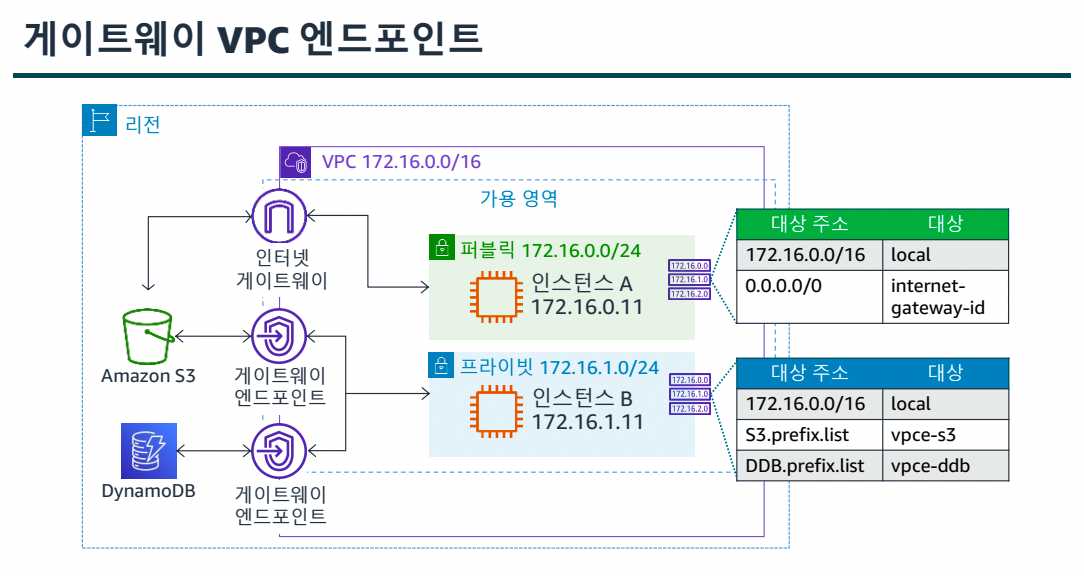 게이트웨이 VPC 엔드포인트
리전
VPC 172.16.0.0/16
가용 영역
인터넷
게이트웨이
퍼블릭 172.16.0.0/24
인스턴스 A
172.16.0.11
172.16.0.0
172.16.1.0
172.16.2.0
대상 주소 대상
172.16.0.0/16 local
0.0.0.0/0 internet-
gateway-id
Amazon S3
게이트웨이
엔드포인트
프라이빗 172.16.1.0/24
인스턴스 B
172.16.1.11
172.16.0.0
172.16.1.0
172.16.2.0
대상 주소 대상
172.16.0.0/16 local
S3.prefix.list vpce-s3
DDB.prefix.list vpce-ddb
DynamoDB
게이트웨이
엔드포인트